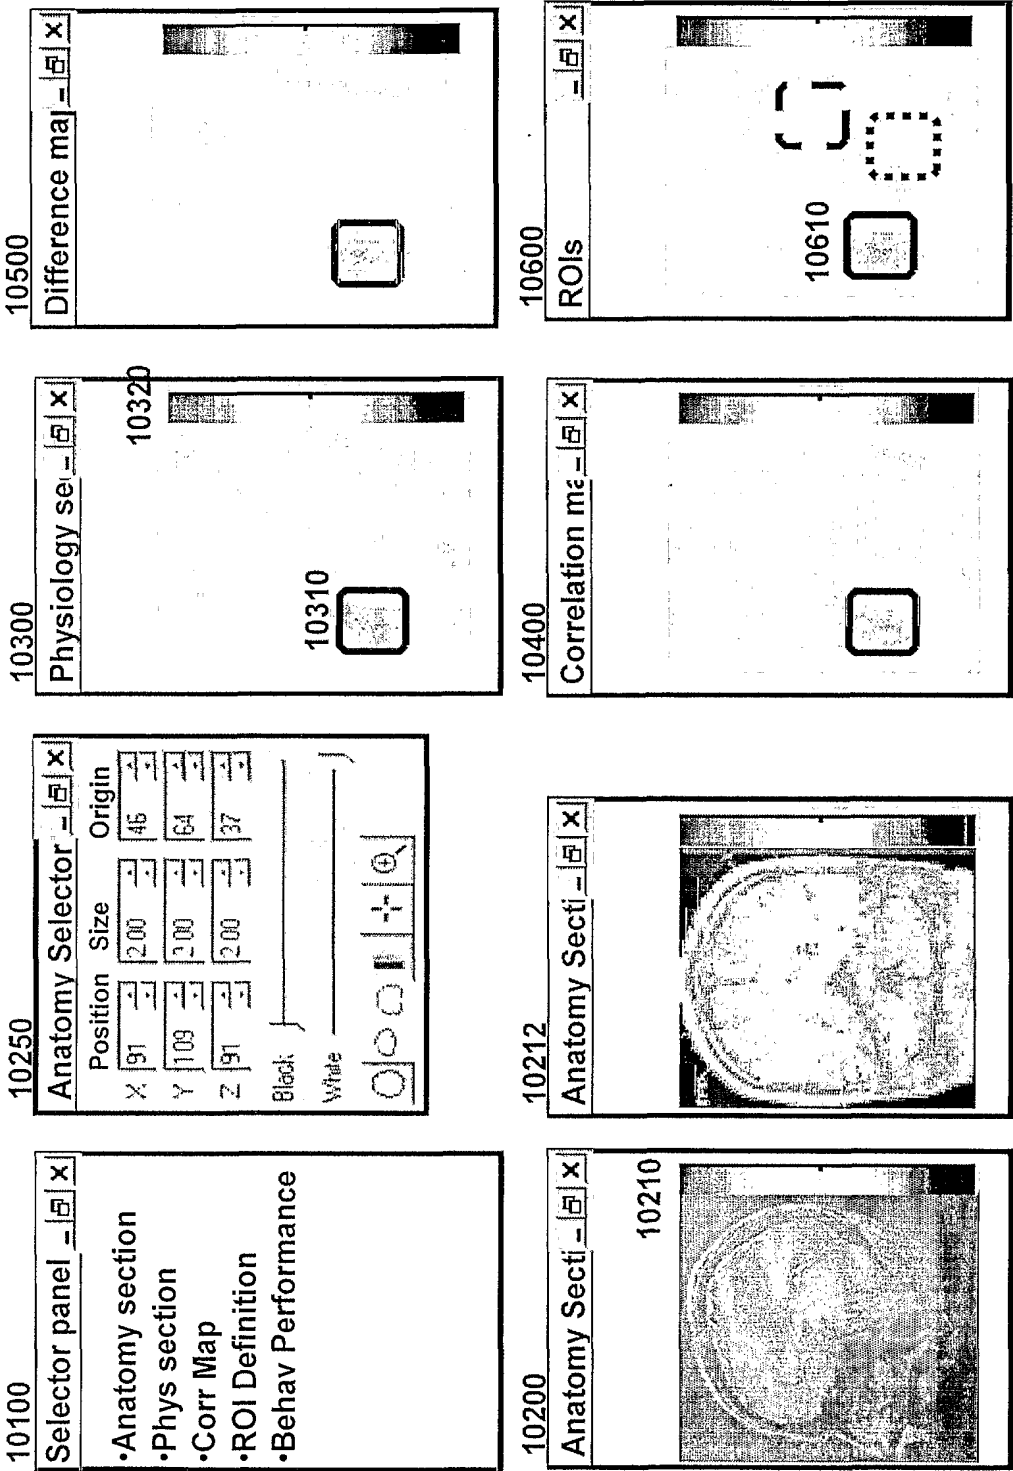 10100
Selector panel
•Anatomy section
•Phys section
•Corr Map
•ROI Definition
•Behav Performance
10250
Anatomy Selector
Position Size Origin
X 91 2.00 46
Y 109 2.00 64
Z 91 2.00 37
Black
White
10300
Physiology se
10320
10310
10500
Difference ma
10200
Anatomy Secti
10210
10212
Anatomy Secti
10400
Correlation ma
10600
ROIs
10610